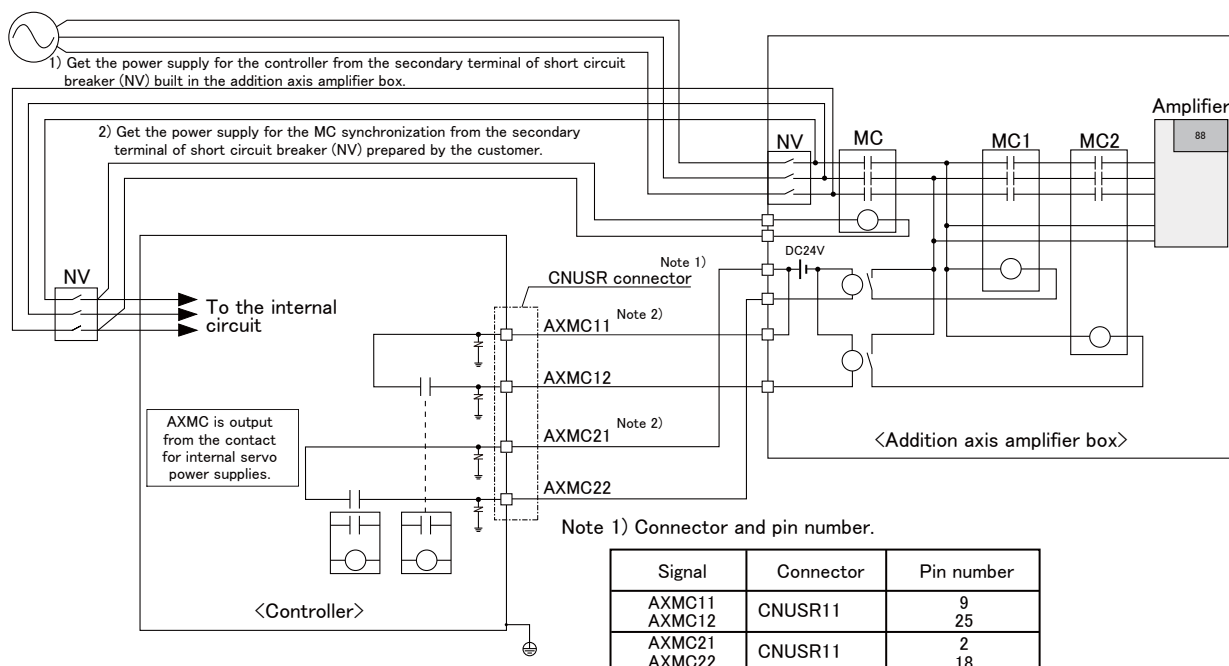 1) Get the power supply for the controller from the secondary terminal of short circuit
breaker (NV) built in the addition axis amplifier box.
Amplifier
88
2) Get the power supply for the MC synchronization from the secondary
terminal of short circuit breaker (NV) prepared by the customer.
NV
MC
MC1
MC2
DC24V
NV
CNUSR connector Note 1)
To the internal
circuit
AXMC11 Note 2)
AXMC12
AXMC is output
from the contact
for internal servo
power supplies.
AXMC21 Note 2)
<Addition axis amplifier box>
AXMC22
Note 1) Connector and pin number.
Signal Connector Pin number
AXMC11 CNUSR11 9
AXMC12 25
AXMC21 CNUSR11 2
AXMC22 18
<Controller>